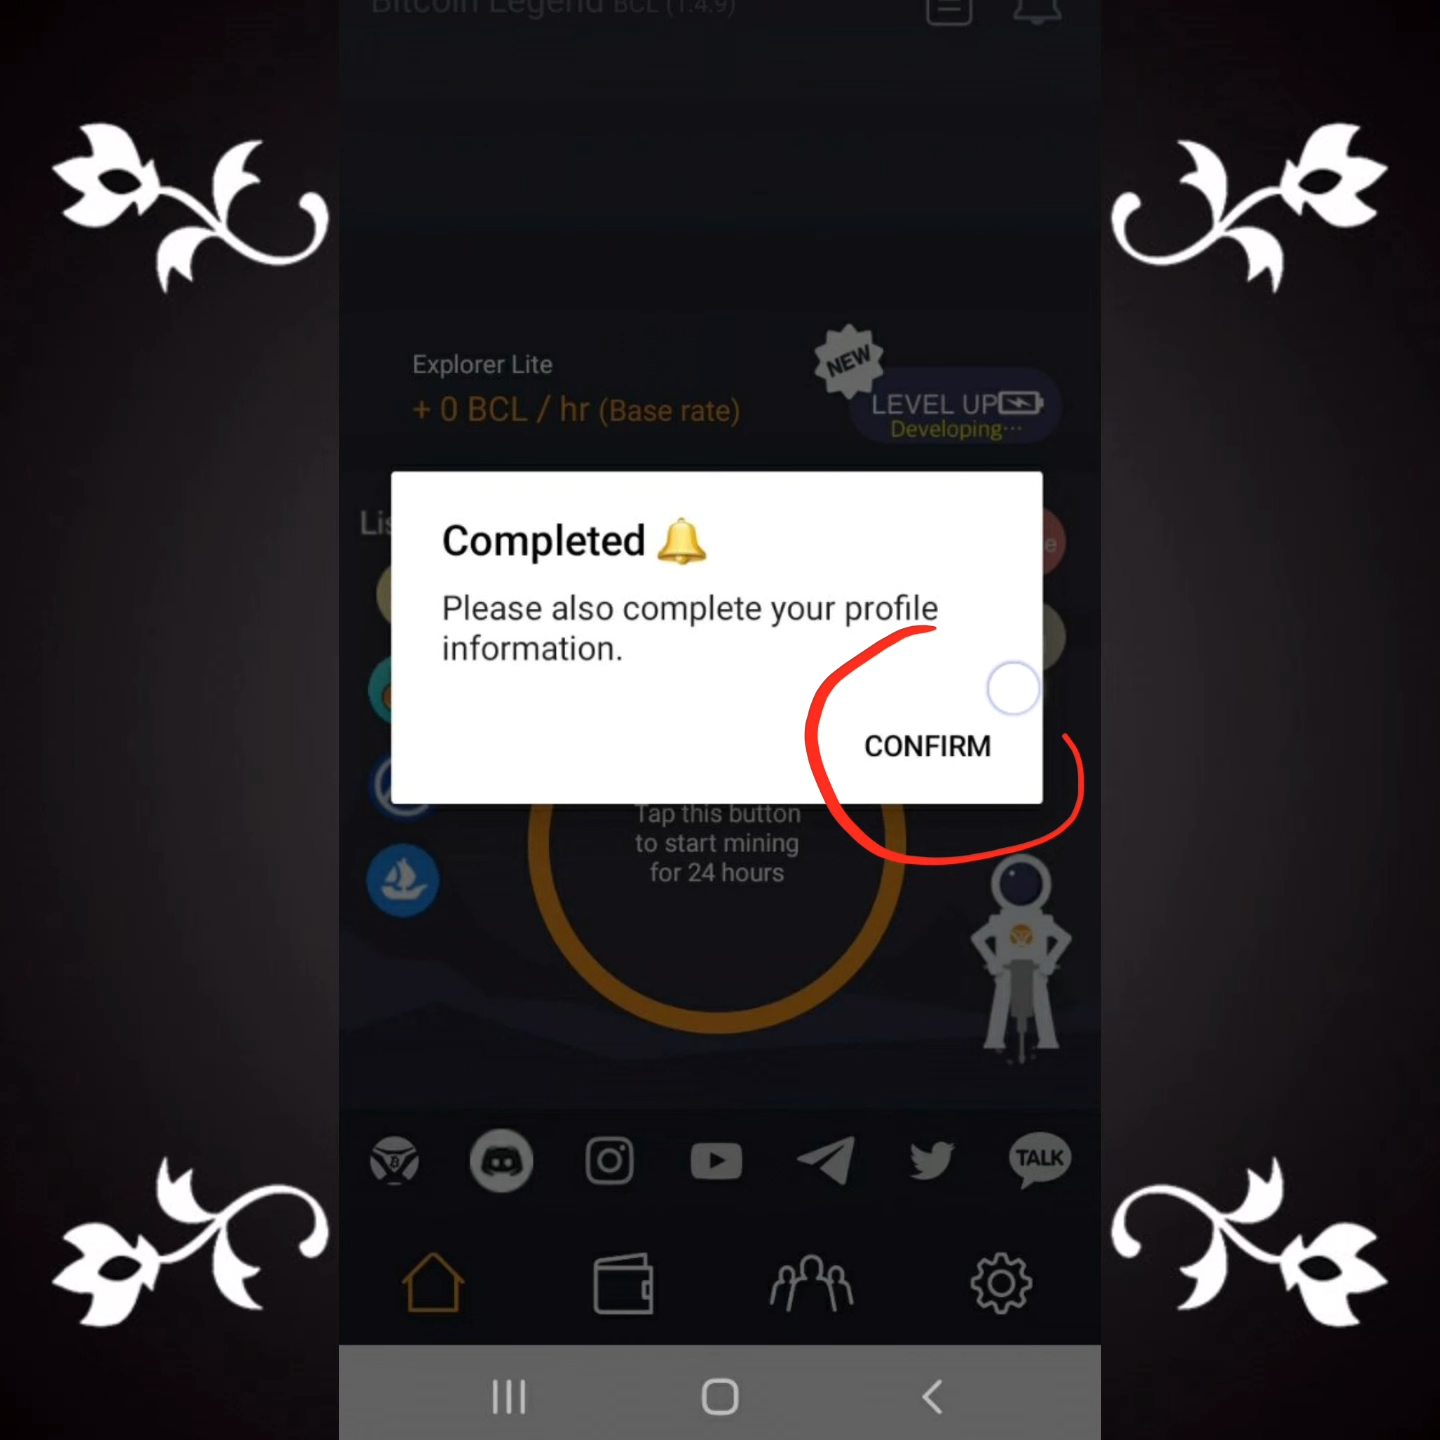 Bitcoin Legend BCL (1.4.9)
Explorer Lite
+ 0 BCL / hr (Base rate)
NEW
LEVEL UP
Developing···
Lis
e
Completed
Please also complete your profile
information.
CONFIRM
Tap this button
to start mining
for 24 hours
TALK